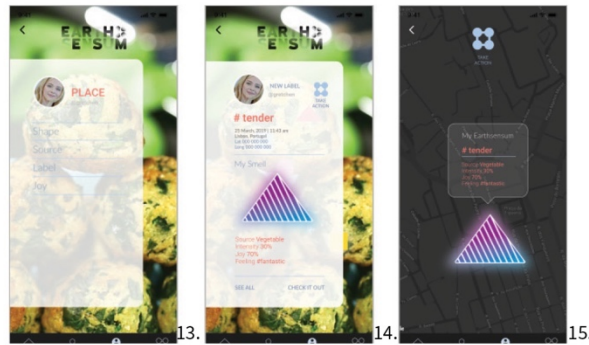 EARTH
SENSUM
PLACE
Shape
Source
Label
Joy
13.
EARTH
SENSUM
NEW LABEL
TAKE
ACTION
# tender
Lisbon, Portugal
My Smell
Source Vegetable
Intensity 30%
Joy 70%
Feeling #fantastic
SEE ALL
CHECK IT OUT
14.
TAKE
ACTION
My Earthsensum
# tender
Source Vegetable
Intensity 30%
Joy 70%
Feeling #fantastic
15.